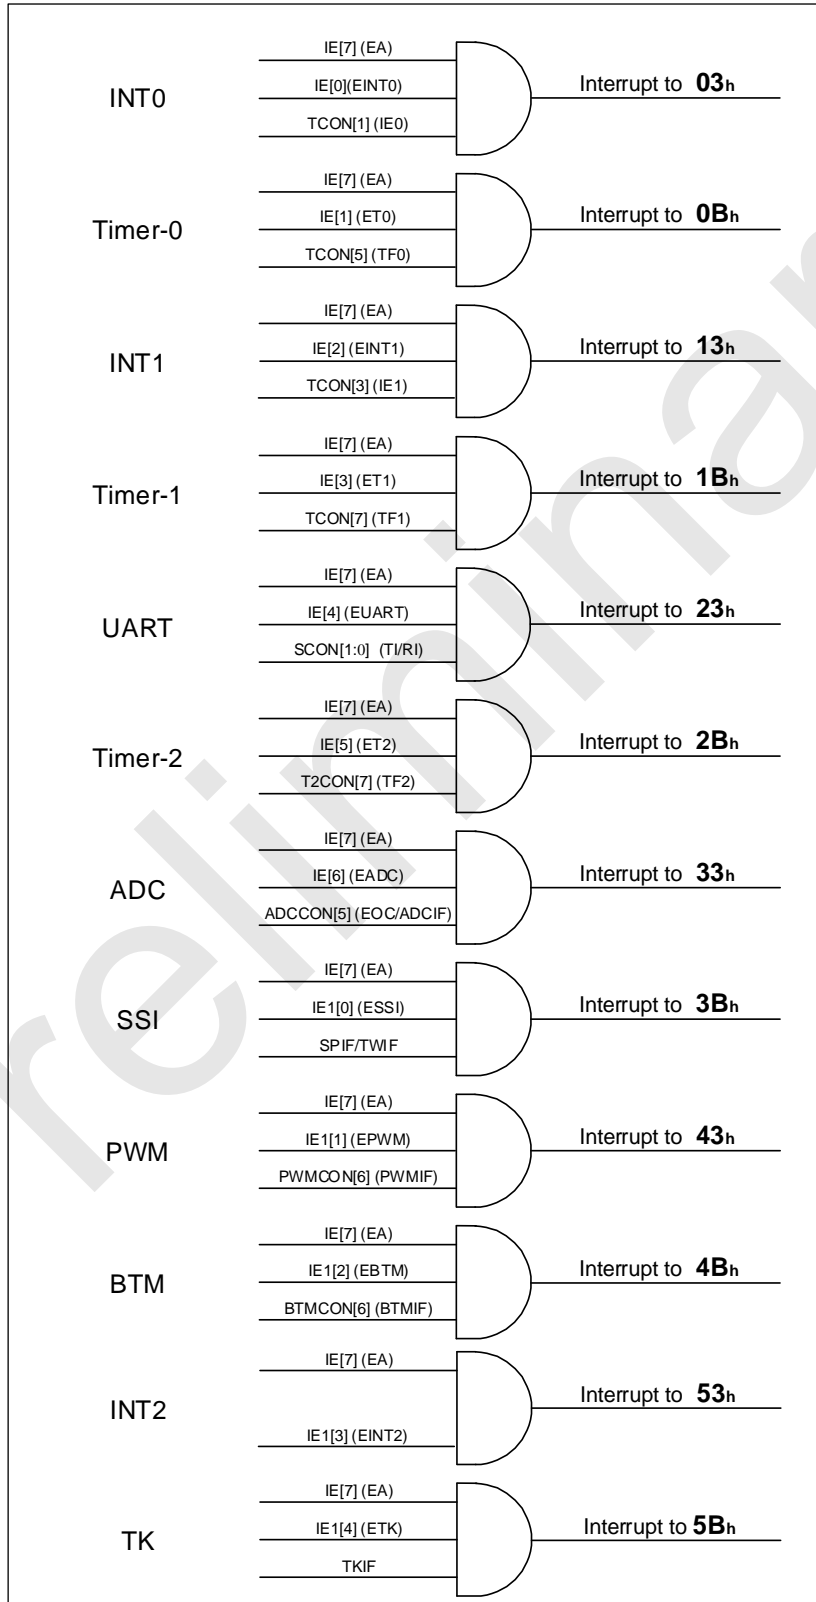 IE[7] (EA)
INT0 IE[0](EINT0) Interrupt to 03h
TCON[1] (IE0)
IE[7] (EA)
Timer-0 IE[1] (ET0) Interrupt to 0Bh
TCON[5] (TF0)
IE[7] (EA)
INT1 IE[2] (EINT1) Interrupt to 13h
TCON[3] (IE1)
IE[7] (EA)
Timer-1 IE[3] (ET1) Interrupt to 1Bh
TCON[7] (TF1)
IE[7] (EA)
UART IE[4] (EUART) Interrupt to 23h
SCON[1:0] (TI/RI)
IE[7] (EA)
Timer-2 IE[5] (ET2) Interrupt to 2Bh
T2CON[7] (TF2)
IE[7] (EA)
ADC IE[6] (EADC) Interrupt to 33h
ADCCON[5] (EOC/ADCIF)
IE[7] (EA)
SSI IE1[0] (ESSI) Interrupt to 3Bh
SPIF/TWIF
IE[7] (EA)
PWM IE1[1] (EPWM) Interrupt to 43h
PWMCON[6] (PWMIF)
IE[7] (EA)
BTM IE1[2] (EBTM) Interrupt to 4Bh
BTMCON[6] (BTMIF)
IE[7] (EA)
INT2 Interrupt to 53h
IE1[3] (EINT2)
IE[7] (EA)
TK IE1[4] (ETK) Interrupt to 5Bh
TKIF
reliminar